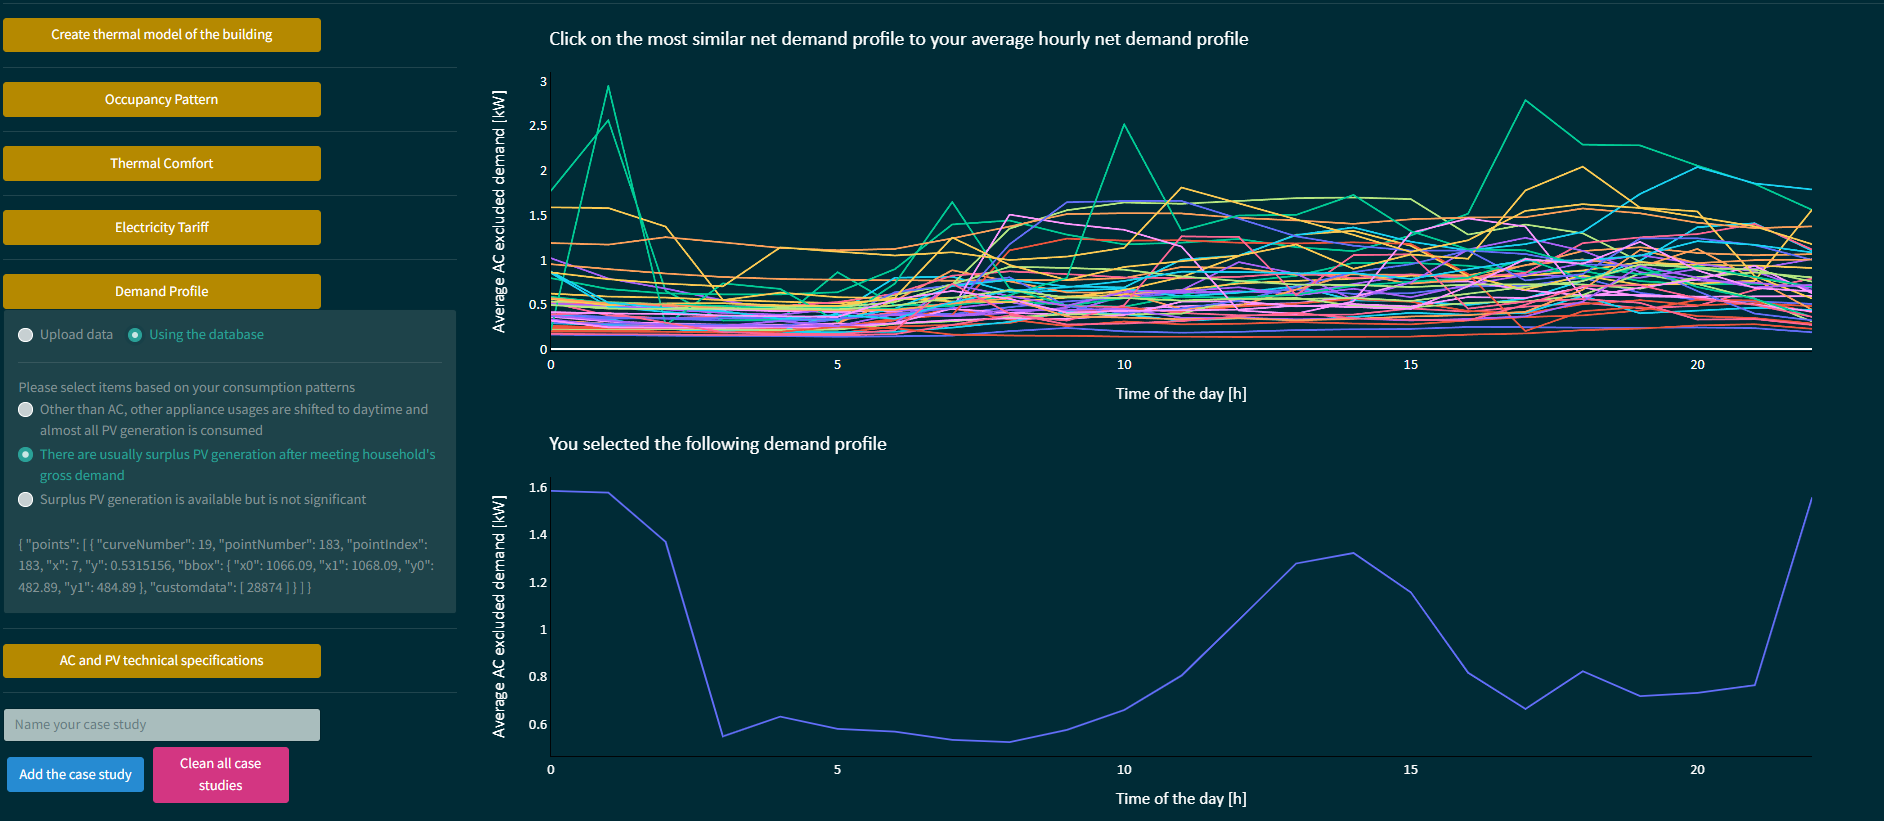 Create thermal model of the building
Occupancy Pattern
Thermal Comfort
Electricity Tariff
Demand Profile
Upload data
Using the database
Please select items based on your consumption patterns
Other than AC, other appliance usages are shifted to daytime and
almost all PV generation is consumed
There are usually surplus PV generation after meeting household's
gross demand
Surplus PV generation is available but is not significant
{ "points": [ { "curveNumber": 19, "pointNumber": 183, "pointIndex":
183, "x": 7, "y": 0.5315156, "bbox": { "x0": 1066.09, "x1": 1068.09, "y0":
482.89, "y1": 484.89 }, "customdata": [ 28874 ] } ] }
AC and PV technical specifications
Name your case study
Add the case study
Clean all case
studies
Click on the most similar net demand profile to your average hourly net demand profile
Average AC excluded demand [kW]
3
2.5
2
1.5
1
0.5
0
0 5 10 15 20
Time of the day [h]
You selected the following demand profile
Average AC excluded demand [kW]
1.6
1.4
1.2
1
0.8
0.6
0 5 10 15 20
Time of the day [h]